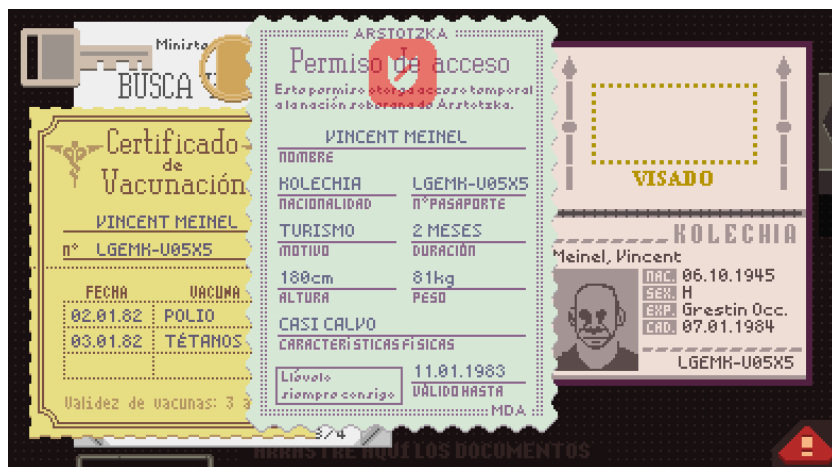 Ministe
BUSCA
Certificado
de
Vacunación
VINCENT MEINEL
n° LGEMK-U05X5
FECHA VACUNA
02.01.82 POLIO
03.01.82 TÉTANOS
Validez de vacunas: 3 a
ARSTOTZKA
Permiso de acceso
Este permiso otorga acceso temporal
a la nación soberana de Arstotzka.
VINCENT MEINEL
NOMBRE
KOLECHIA LGEMK-U05X5
NACIONALIDAD N°PASAPORTE
TURISMO 2 MESES
MOTIVO DURACIÓN
180cm 81kg
ALTURA PESO
CASI CALVO
CARACTERÍSTICAS FÍSICAS
Llévelo
siempre consigo
11.01.1983
VÁLIDO HASTA
MDA
VISADO
KOLECHIA
Meinel, Vincent
NAC. 06.10.1945
SEX. H
EXP. Grestin Occ.
CAD. 07.01.1984
LGEMK-U05X5
3/4
ARRASTRE AQUÍ LOS DOCUMENTOS